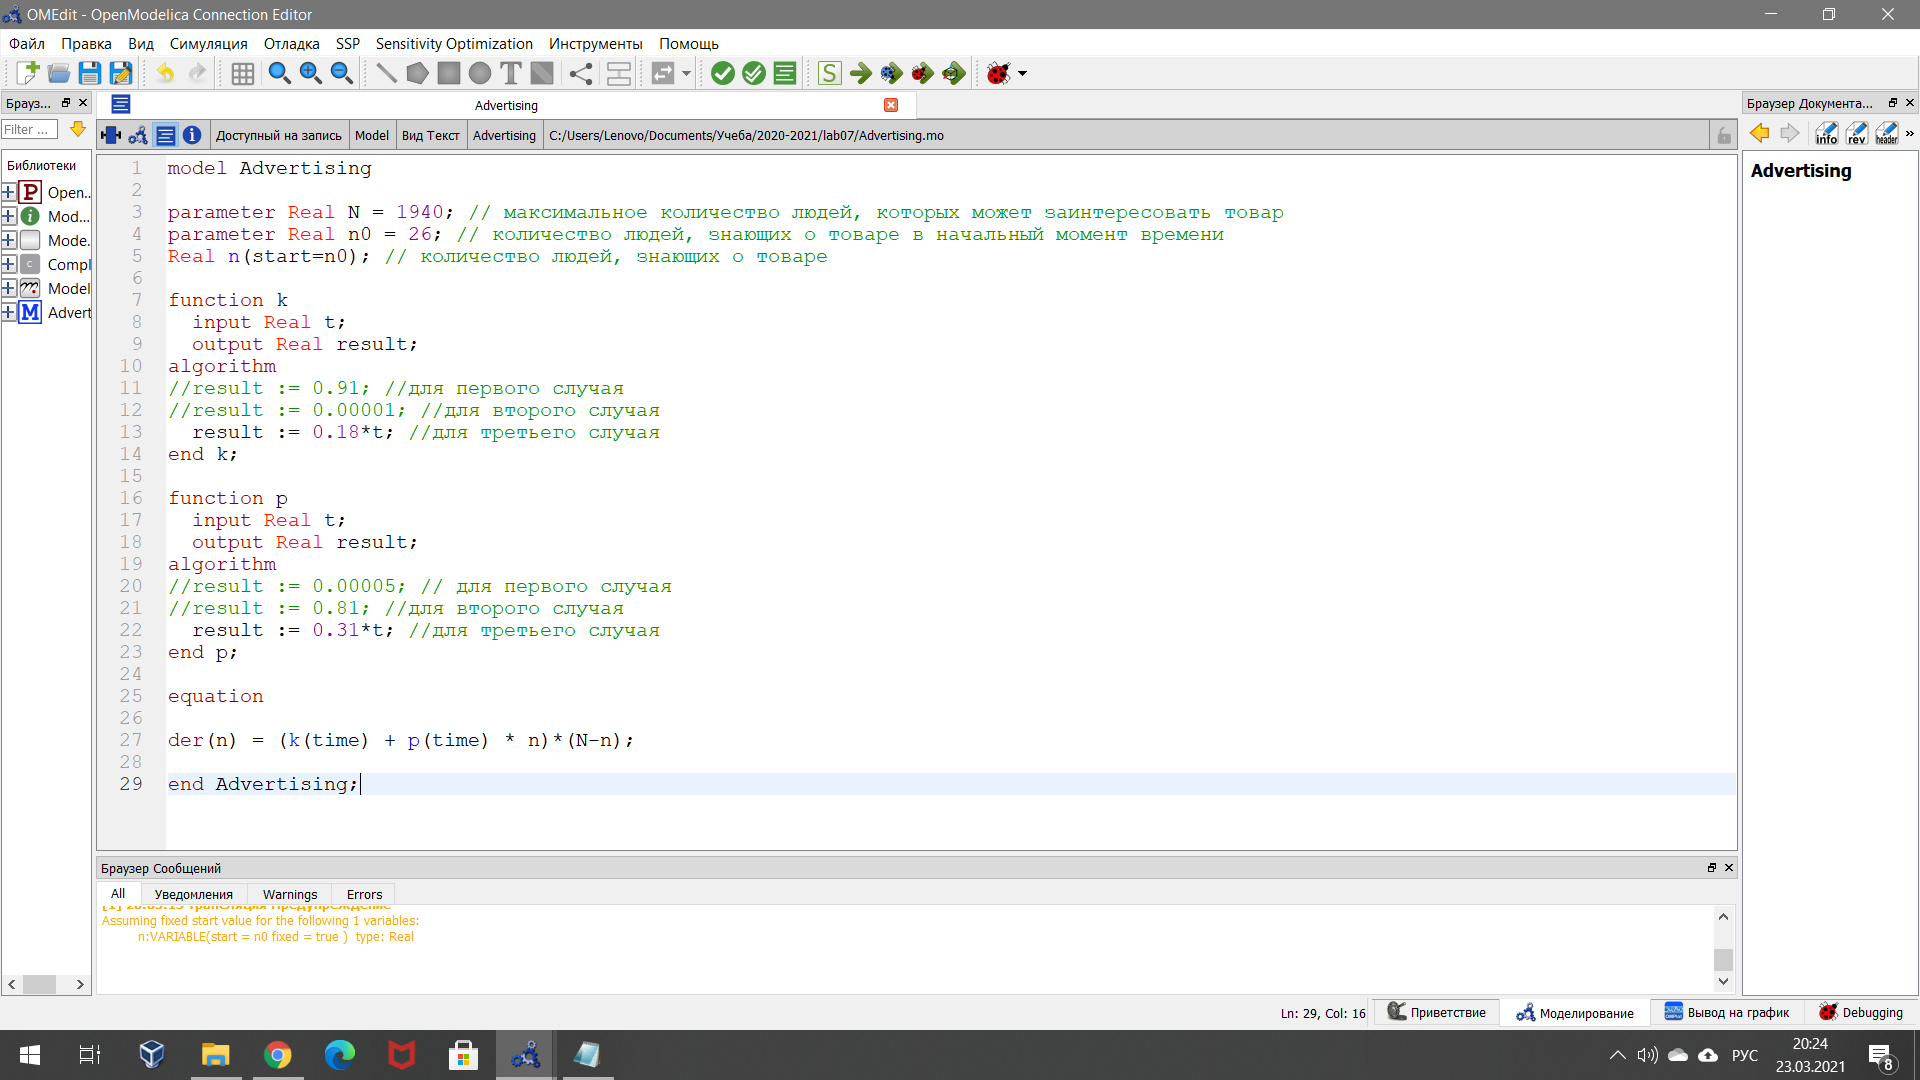 OMEdit - OpenModelica Connection Editor
Файл Правка Вид Симуляция Отладка SSP Sensitivity Optimization Инструменты Помощь
Брауз...
Advertising
Браузер Документа...
Filter ...
Доступный на запись Model Вид Текст Advertising C:/Users/Lenovo/Documents/Учеба/2020-2021/lab07/Advertising.mo
info rev header »
Библиотеки
P Open...
Mod...
Mode.
Compl
Model
M Advert
Advertising
1 model Advertising
2
3 parameter Real N = 1940; // максимальное количество людей, которых может заинтересовать товар
4 parameter Real n0 = 26; // количество людей, знающих о товаре в начальный момент времени
5 Real n(start=n0); // количество людей, знающих о товаре
6
7 function k
8 input Real t;
9 output Real result;
10 algorithm
11 //result := 0.91; //для первого случая
12 //result := 0.00001; //для второго случая
13 result := 0.18*t; //для третьего случая
14 end k;
15
16 function p
17 input Real t;
18 output Real result;
19 algorithm
20 //result := 0.00005; // для первого случая
21 //result := 0.81; //для второго случая
22 result := 0.31*t; //для третьего случая
23 end p;
24
25 equation
26
27 der(n) = (k(time) + p(time) * n)*(N-n);
28
29 end Advertising;
Браузер Сообщений
All Уведомления Warnings Errors
Assuming fixed start value for the following 1 variables:
n:VARIABLE(start = n0 fixed = true ) type: Real
Ln: 29, Col: 16 Приветствие Моделирование Вывод на график Debugging
РУС
20:24
23.03.2021
8